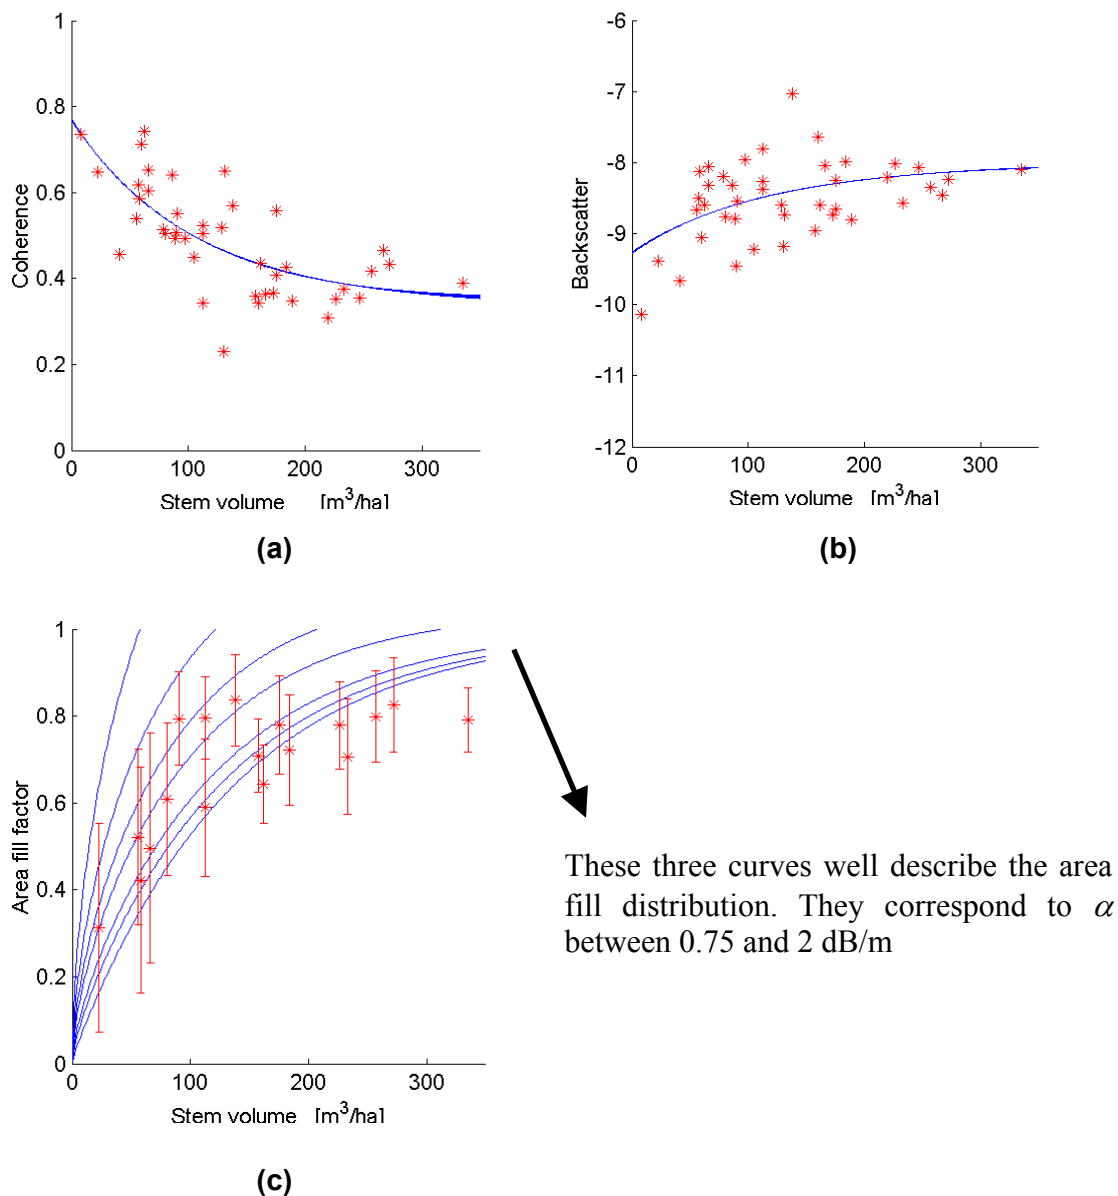 1
0.8
0.6
0.4
0.2
0
Coherence
0 100 200 300
Stem volume [m3/ha]
(a)
-6
-7
-8
-9
-10
-11
-12
Backscatter
0 100 200 300
Stem volume [m3/ha]
(b)
1
0.8
0.6
0.4
0.2
0
Area fill factor
0 100 200 300
Stem volume [m3/ha]
(c)
These three curves well describe the area
fill distribution. They correspond to α
between 0.75 and 2 dB/m